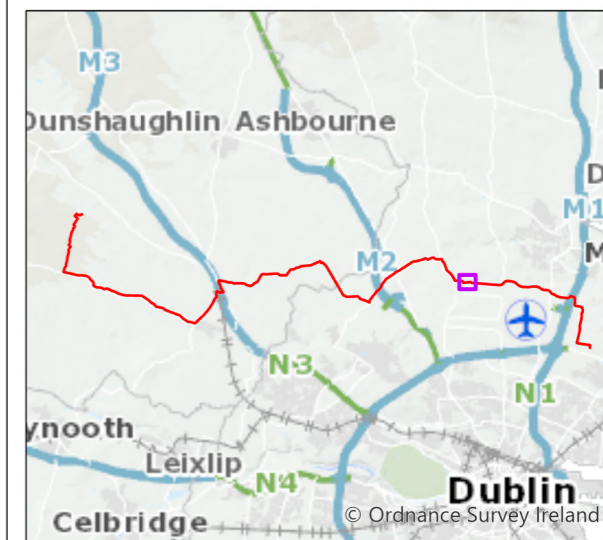 M3
Dunshaughlin
Ashbourne
M1
M2
N3
N1
ynooth
Leixlip
N4
Dublin
Celbridge
© Ordnance Survey Ireland